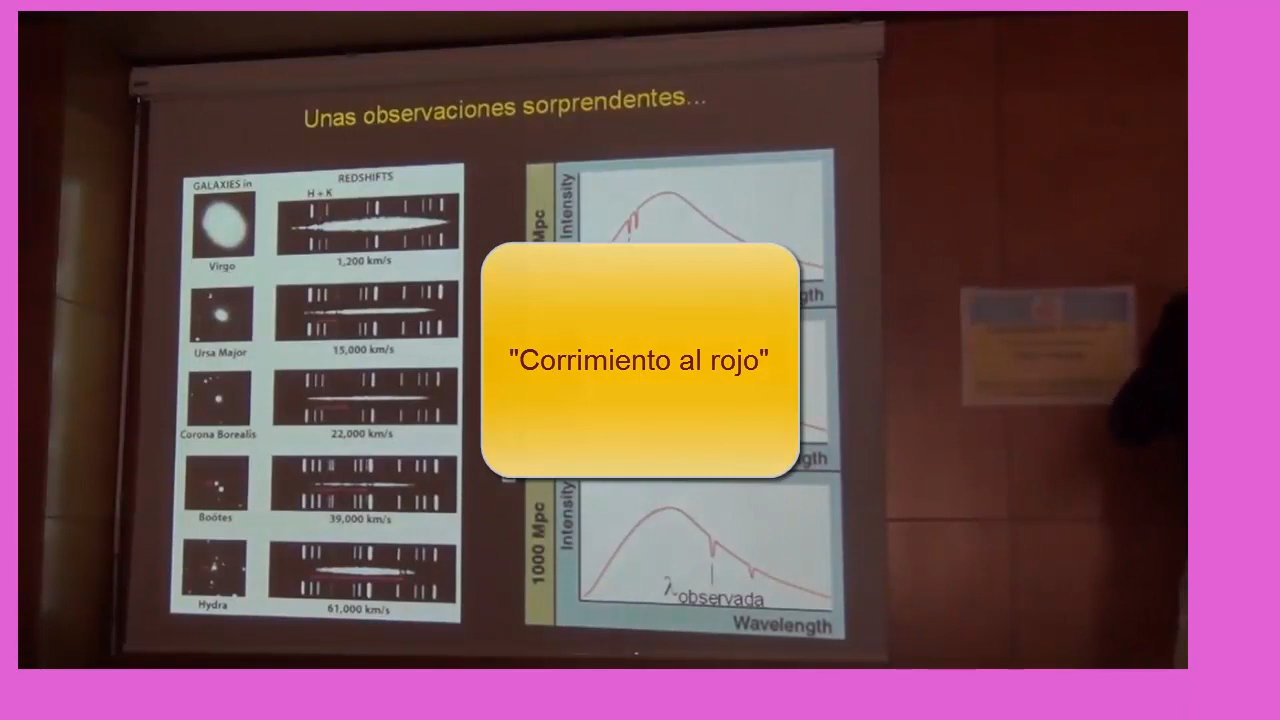 Unas observaciones sorprendentes...
GALAXIES in
REDSHIFTS
H + K
Virgo
1,200 km/s
Ursa Major
15,000 km/s
Corona Borealis
22,000 km/s
Boötes
39,000 km/s
Hydra
61,000 km/s
Mpc
Intensity
gth
"Corrimiento al rojo"
gth
1000 Mpc
Intensity
λobservada
Wavelength